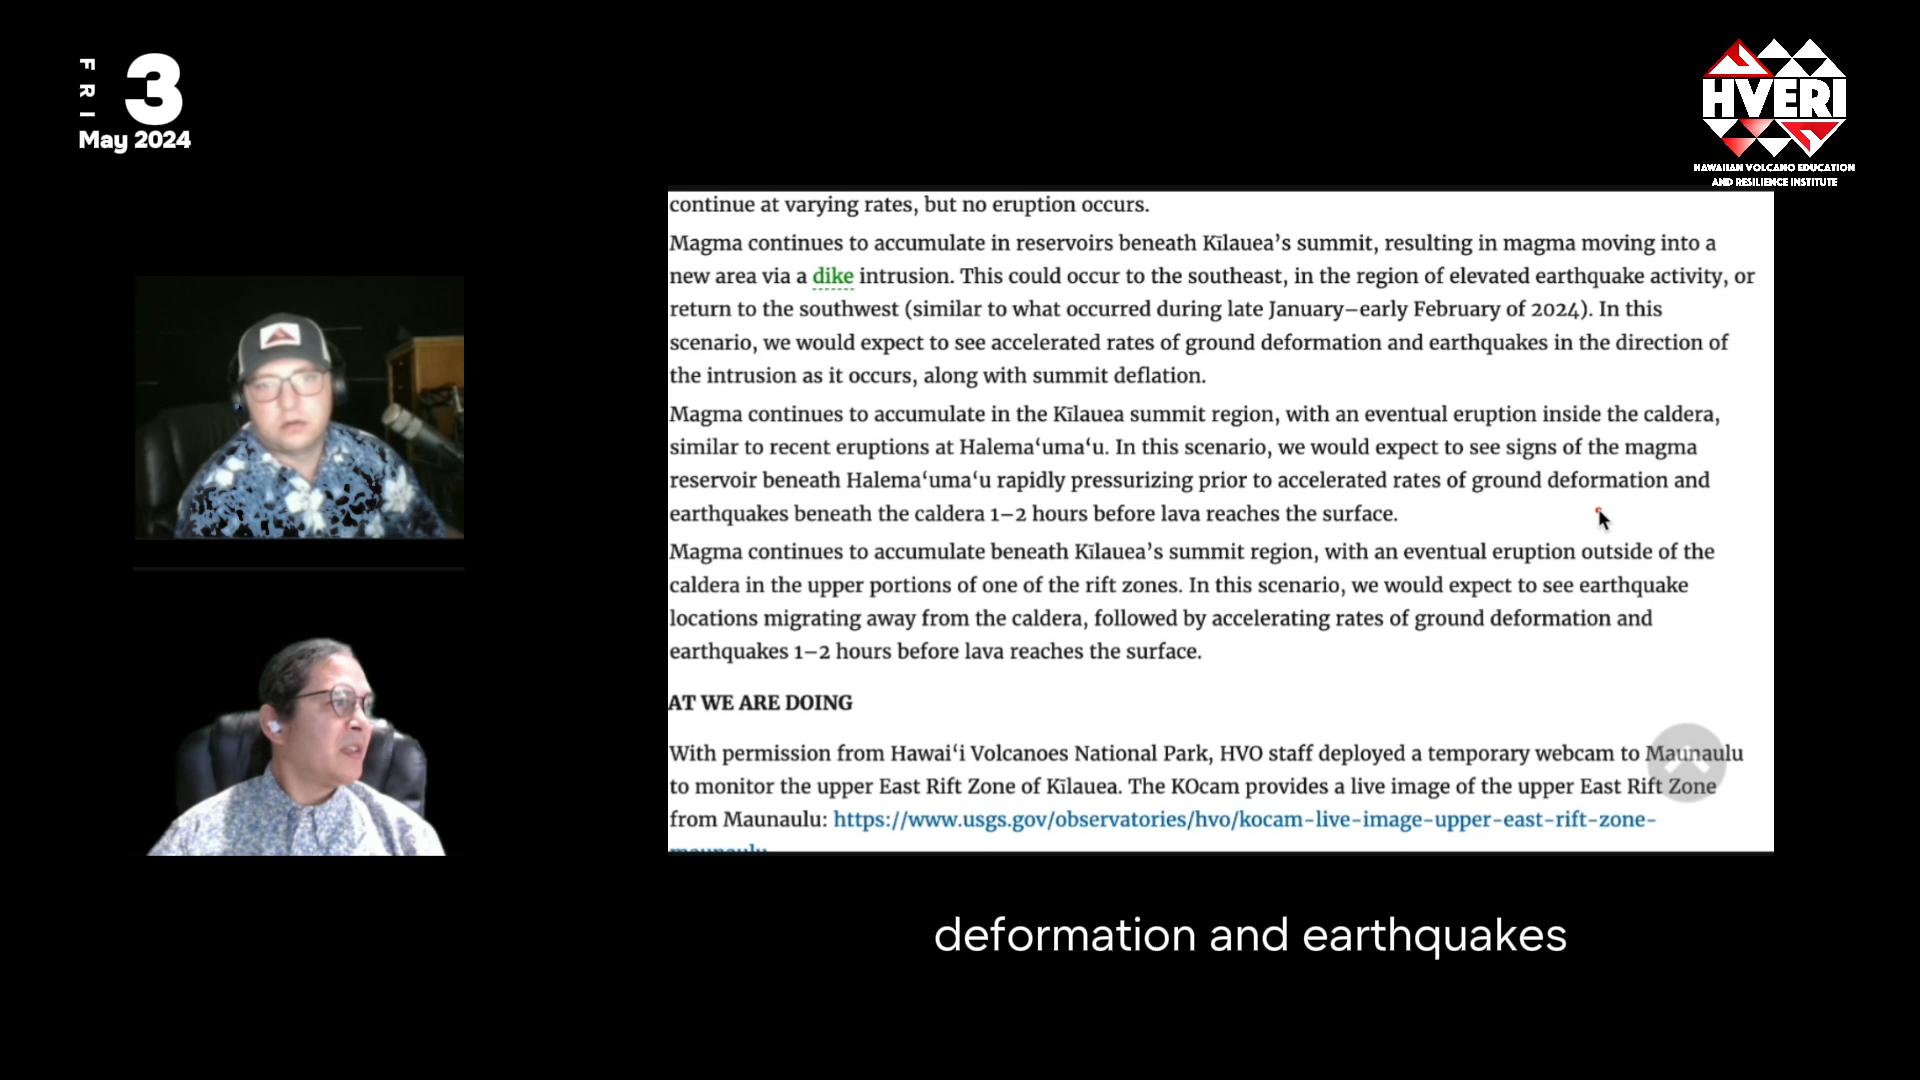 FRI
3
May 2024
HVERI
HAWAIIAN VOLCANO EDUCATION
AND RESILIENCE INSTITUTE
continue at varying rates, but no eruption occurs.
Magma continues to accumulate in reservoirs beneath Kīlauea’s summit, resulting in magma moving into a
new area via a dike intrusion. This could occur to the southeast, in the region of elevated earthquake activity, or
return to the southwest (similar to what occurred during late January–early February of 2024). In this
scenario, we would expect to see accelerated rates of ground deformation and earthquakes in the direction of
the intrusion as it occurs, along with summit deflation.
Magma continues to accumulate in the Kīlauea summit region, with an eventual eruption inside the caldera,
similar to recent eruptions at Halemaʻumaʻu. In this scenario, we would expect to see signs of the magma
reservoir beneath Halemaʻumaʻu rapidly pressurizing prior to accelerated rates of ground deformation and
earthquakes beneath the caldera 1–2 hours before lava reaches the surface.
Magma continues to accumulate beneath Kīlauea’s summit region, with an eventual eruption outside of the
caldera in the upper portions of one of the rift zones. In this scenario, we would expect to see earthquake
locations migrating away from the caldera, followed by accelerating rates of ground deformation and
earthquakes 1–2 hours before lava reaches the surface.
AT WE ARE DOING
With permission from Hawaiʻi Volcanoes National Park, HVO staff deployed a temporary webcam to Maunaulu
to monitor the upper East Rift Zone of Kīlauea. The KOcam provides a live image of the upper East Rift Zone
from Maunaulu: https://www.usgs.gov/observatories/hvo/kocam-live-image-upper-east-rift-zone-
deformation and earthquakes